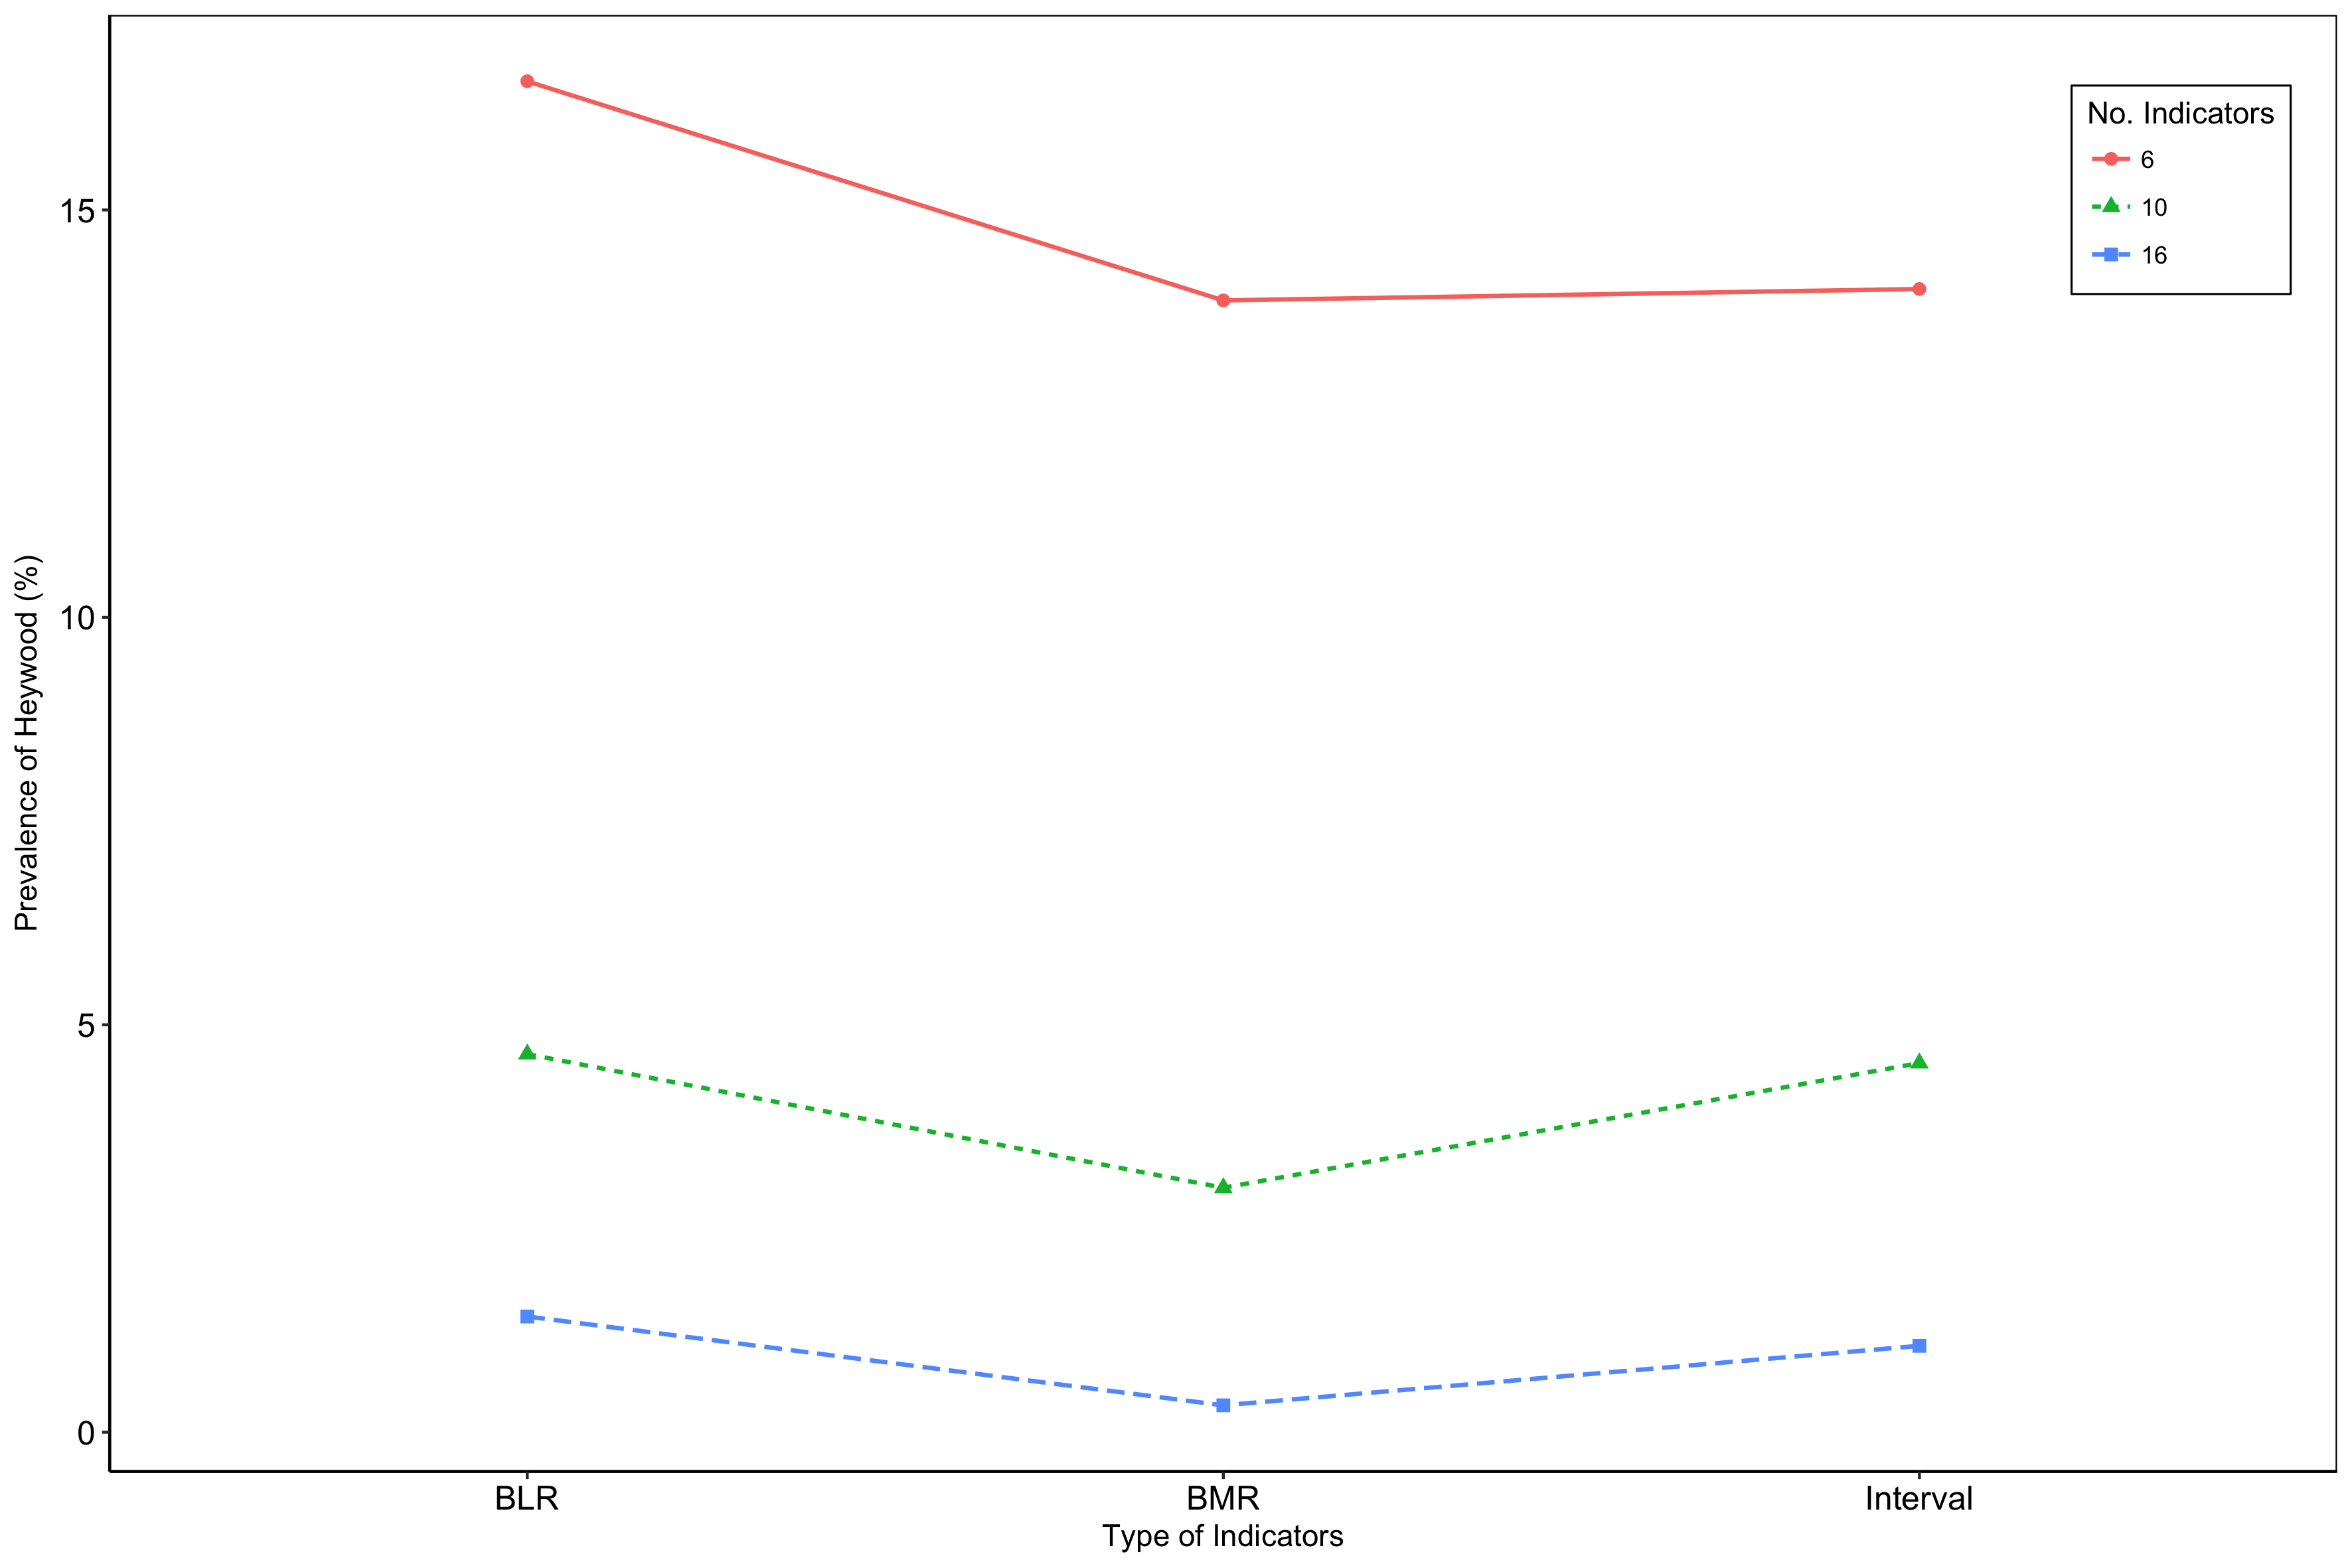 Prevalence of Heywood (%)
15
10
5
0
No. Indicators
6
10
16
BLR
BMR
Interval
Type of Indicators